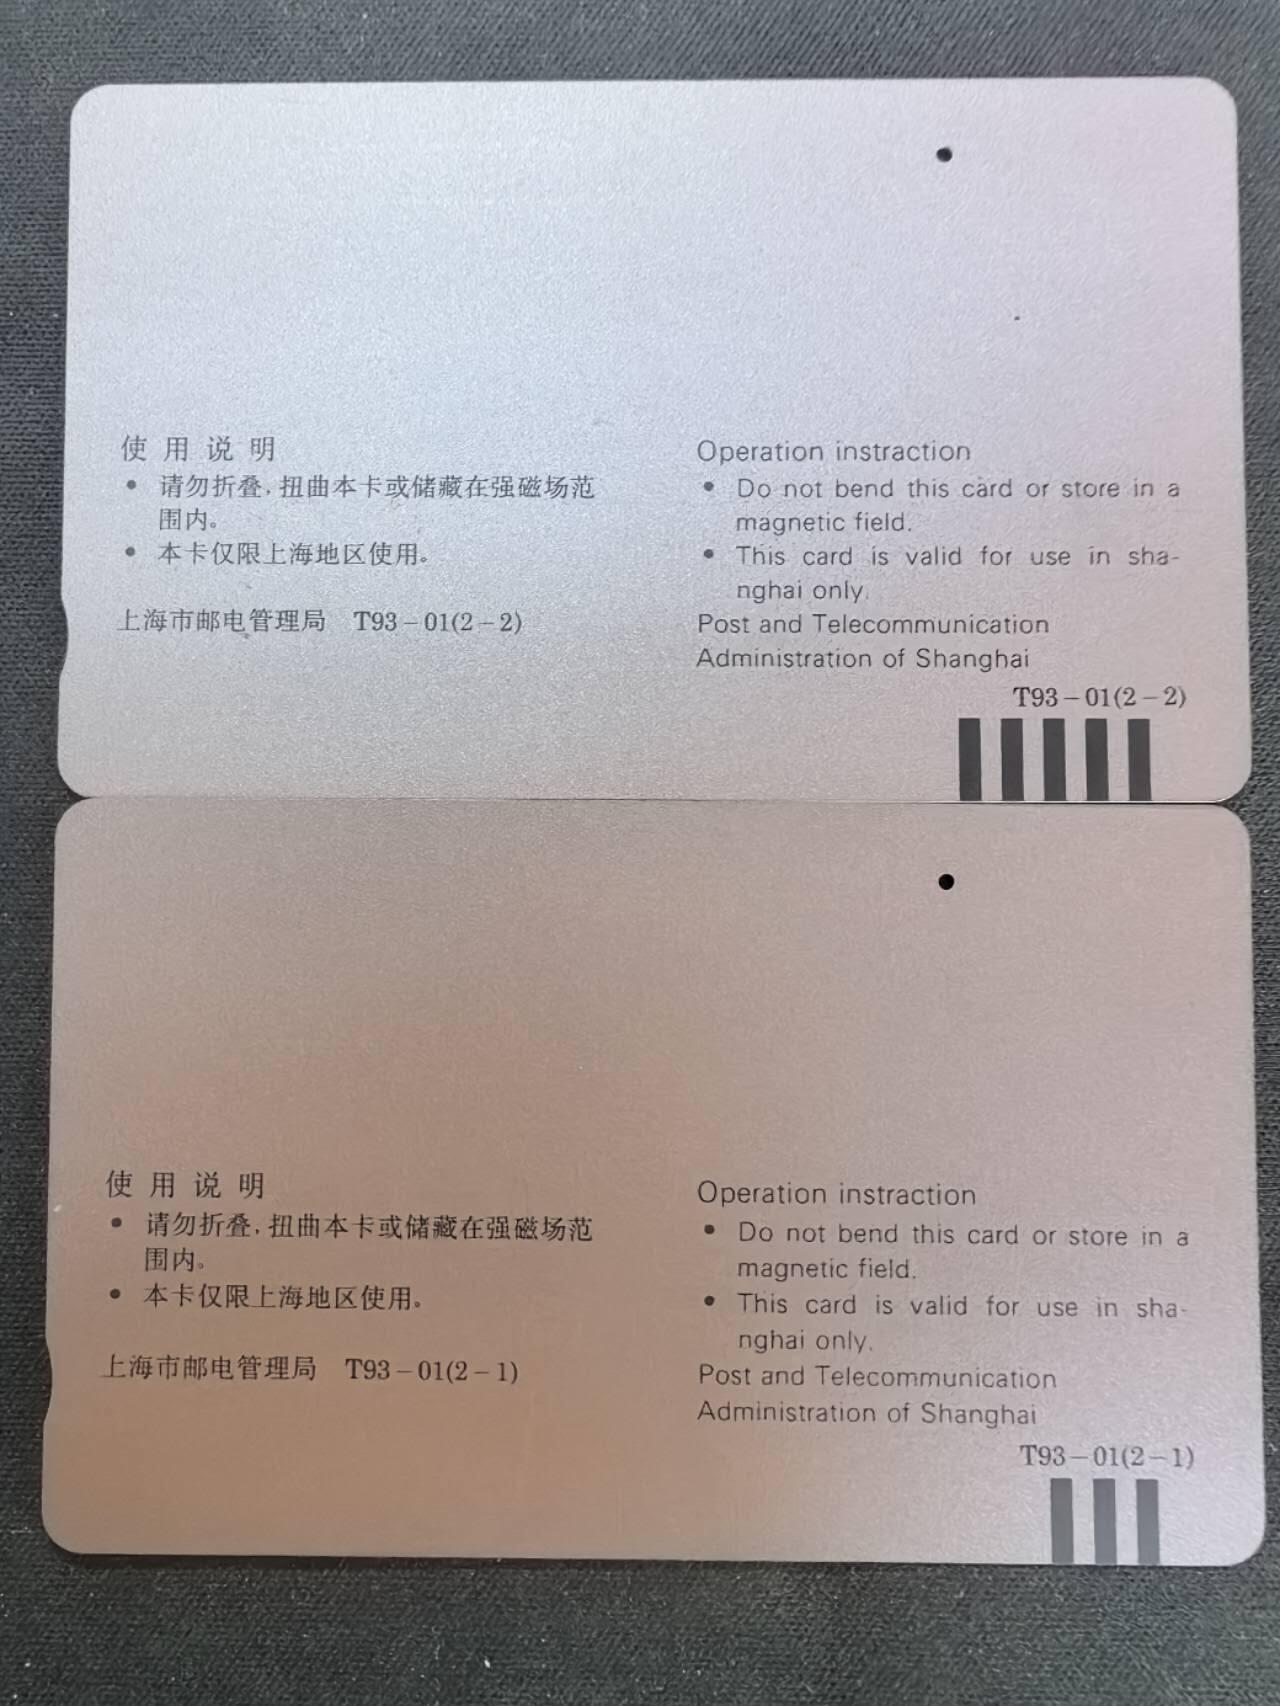 使用说明
• 请勿折叠,扭曲本卡或储藏在强磁场范
围内。
• 本卡仅限上海地区使用。
上海市邮电管理局 T93-01(2-2)
Operation instraction
• Do not bend this card or store in a
magnetic field.
• This card is valid for use in sha-
nghai only.
Post and Telecommunication
Administration of Shanghai
T93-01(2-2)
使用说明
• 请勿折叠,扭曲本卡或储藏在强磁场范
围内。
• 本卡仅限上海地区使用。
上海市邮电管理局 T93-01(2-1)
Operation instraction
• Do not bend this card or store in a
magnetic field.
• This card is valid for use in sha-
nghai only.
Post and Telecommunication
Administration of Shanghai
T93-01(2-1)